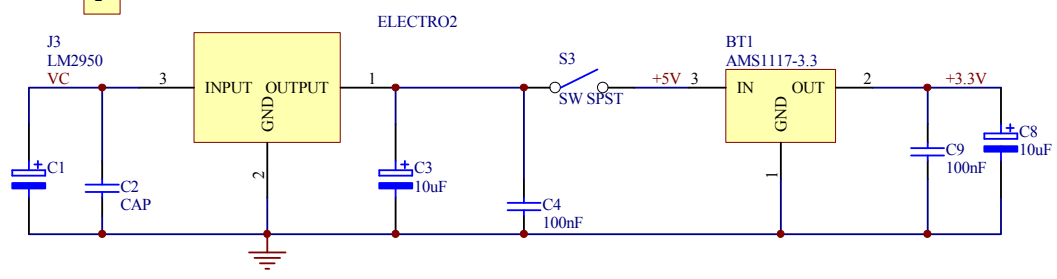 ELECTRO2
J3
LM2950
VC
3
INPUT
OUTPUT
GND
1
2
S3
SW SPST
+5V
BT1
AMS1117-3.3
3
IN
OUT
GND
2
1
+3.3V
+
C1
C2
CAP
+
C3
10uF
C4
100nF
C9
100nF
+
C8
10uF